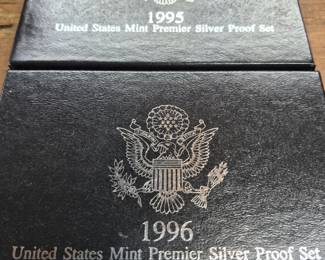 1995
United States Mint Premier Silver Proof Set
1996
United States Mint Premier Silver Proof Set